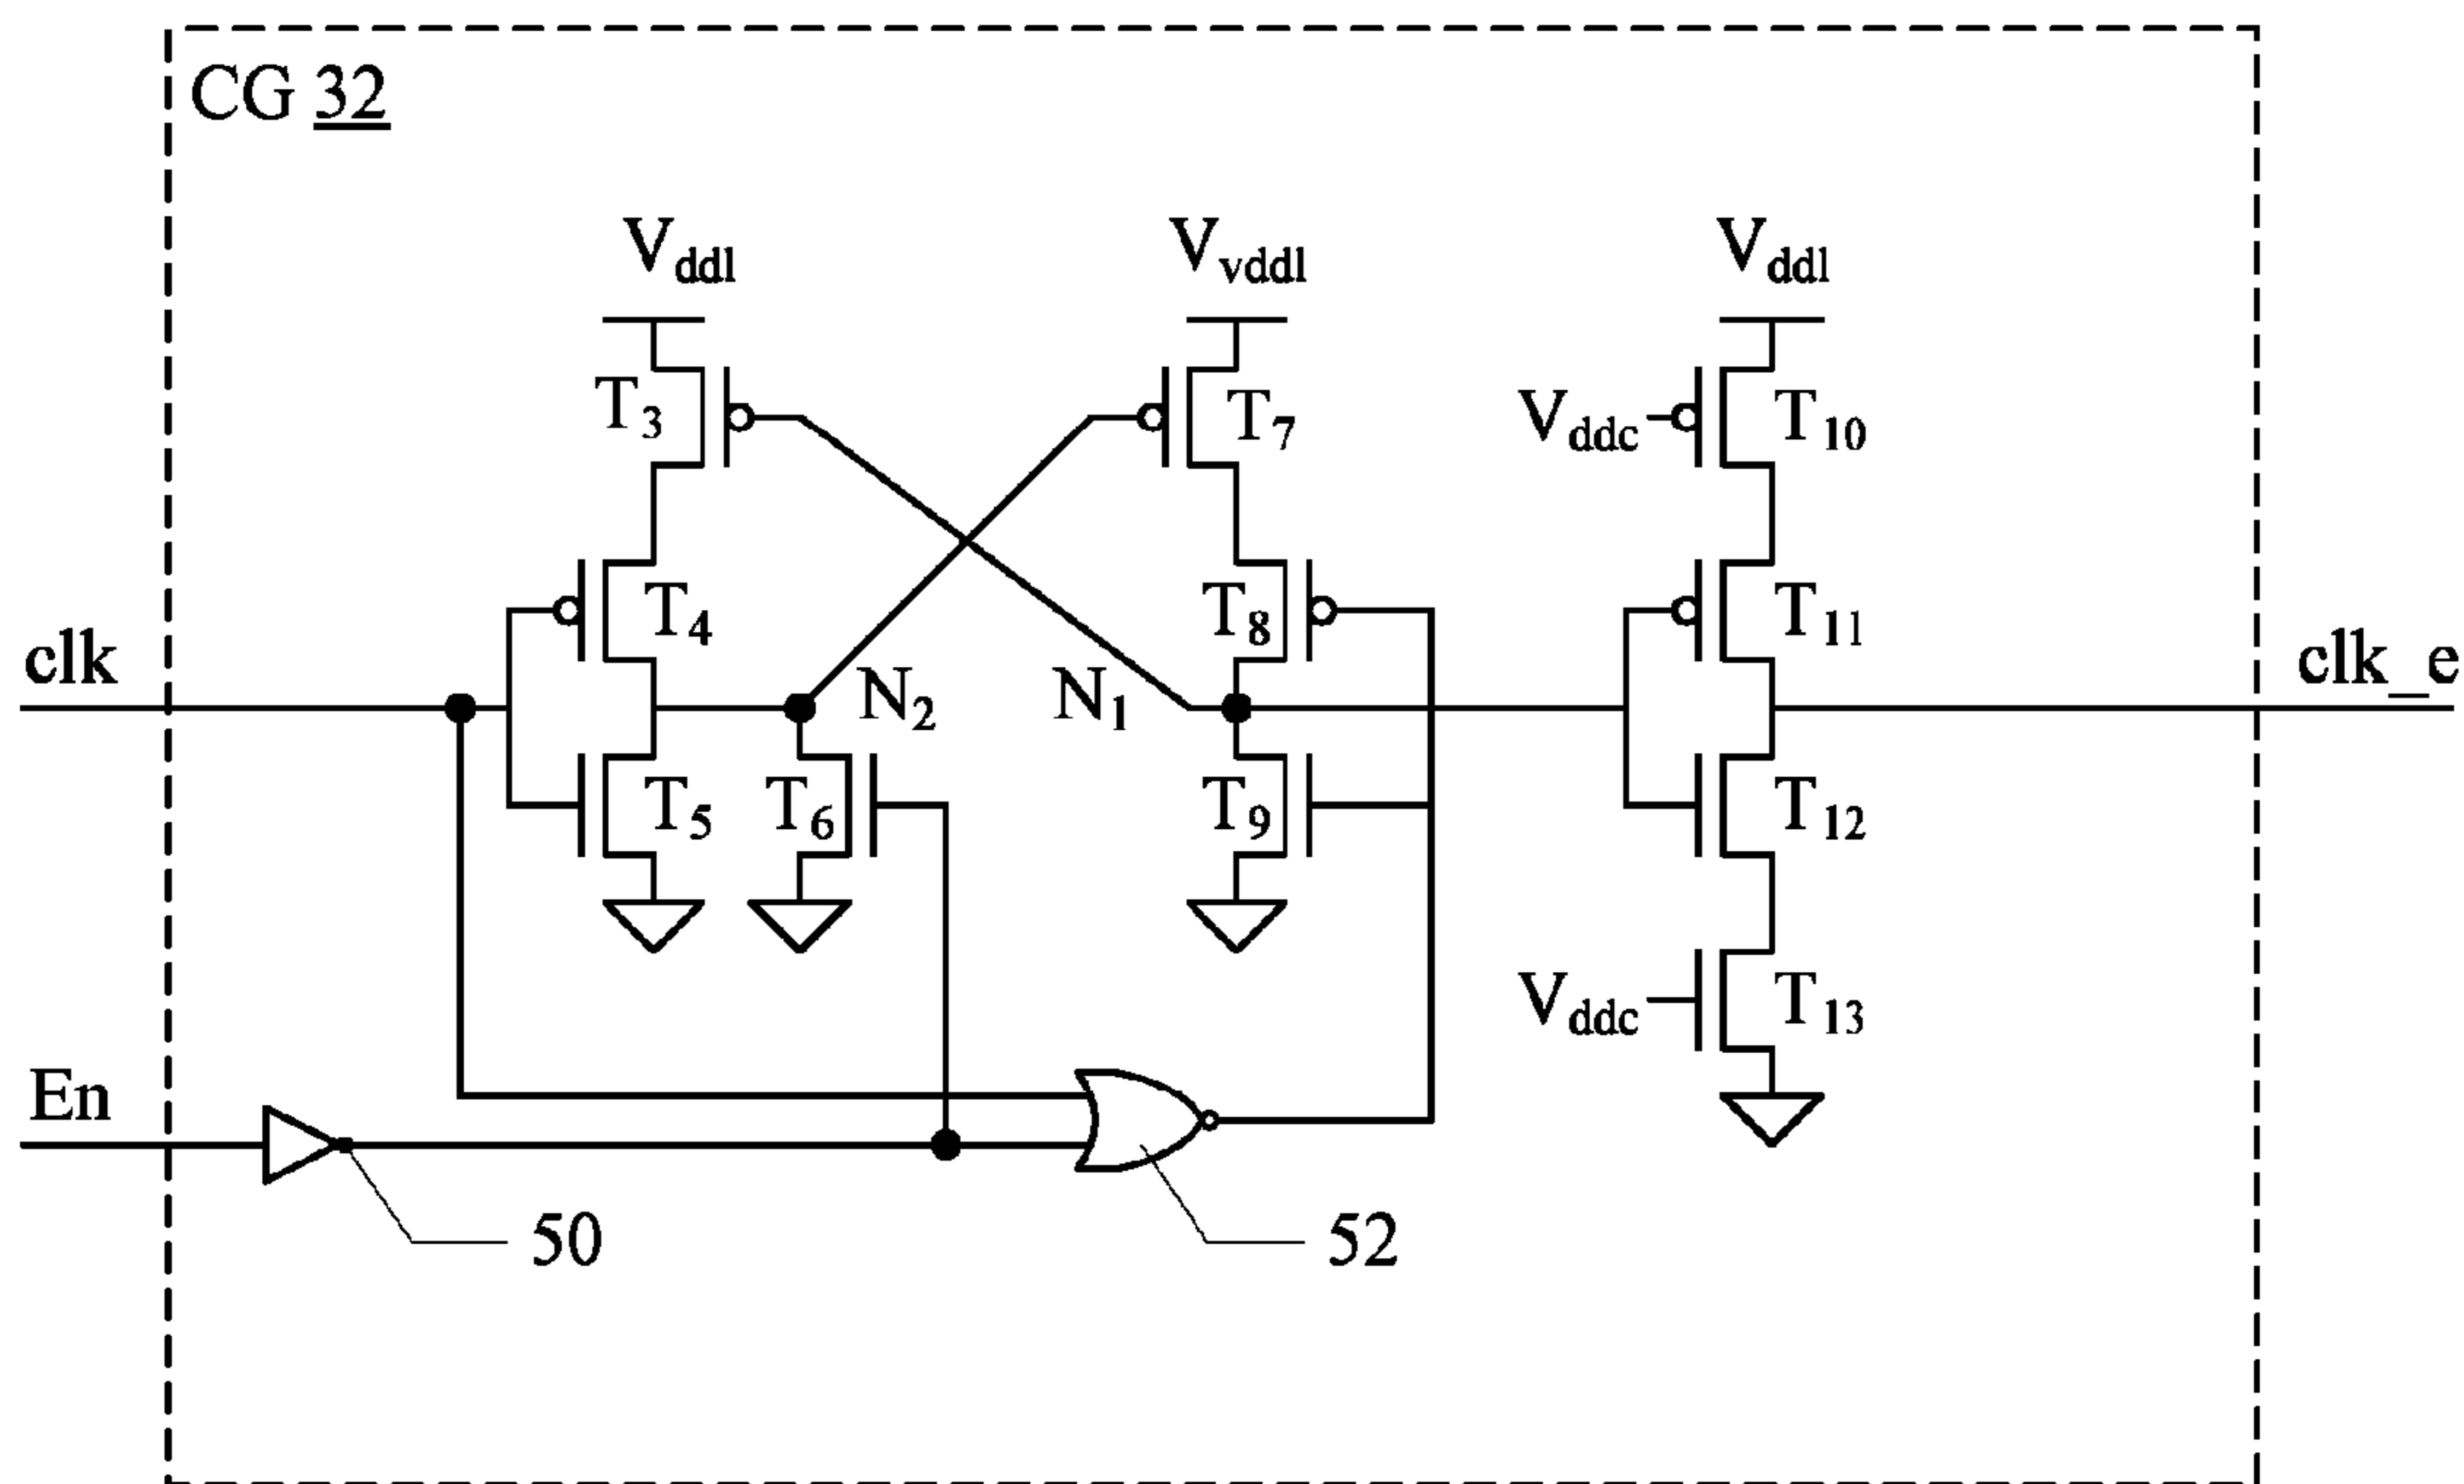 CG 32
Vddl
Vvddl
Vddl
T3
T7
Vddc
T10
T4
T8
T11
clk
N2
N1
clk_e
T5
T6
T9
T12
Vddc
T13
En
50
52